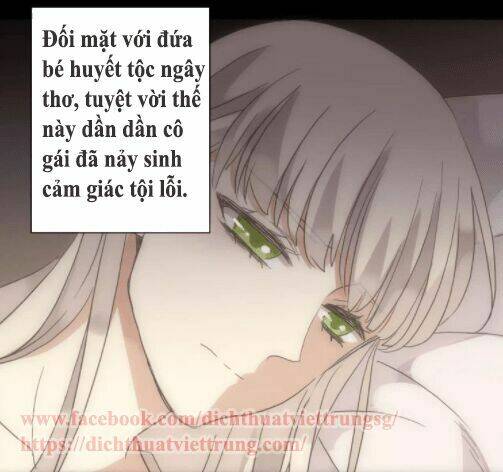 Đối mặt với đứa
bé huyết tộc ngây
thơ, tuyệt vời thế
này dần dần cô
gái đã nảy sinh
cảm giác tội lỗi.
www.facebook.com/dichthuatviettrungsg/
https://dichthuatviettrung.com/